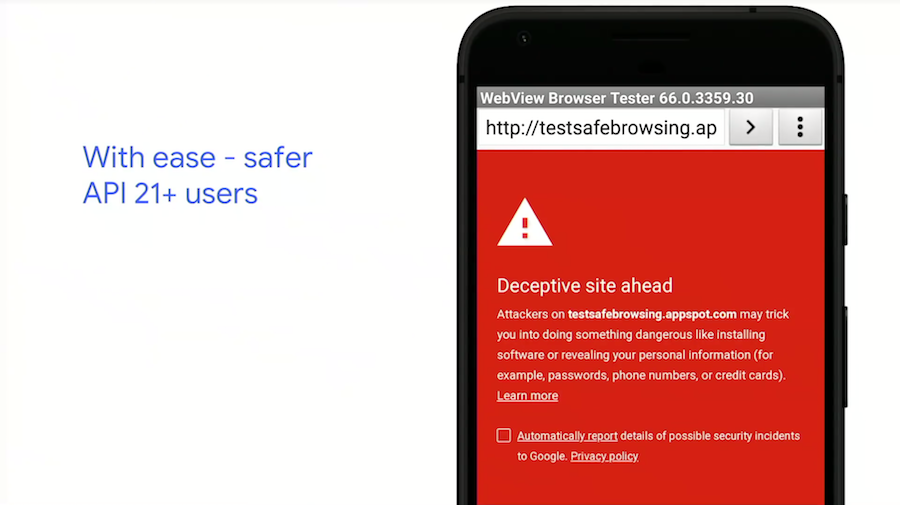 With ease - safer
API 21+ users
WebView Browser Tester 66.0.3359.30
http://testsafebrowsing.ap
Deceptive site ahead
Attackers on testsafebrowsing.appspot.com may trick
you into doing something dangerous like installing
software or revealing your personal information (for
example, passwords, phone numbers, or credit cards).
Learn more
Automatically report details of possible security incidents
to Google. Privacy policy